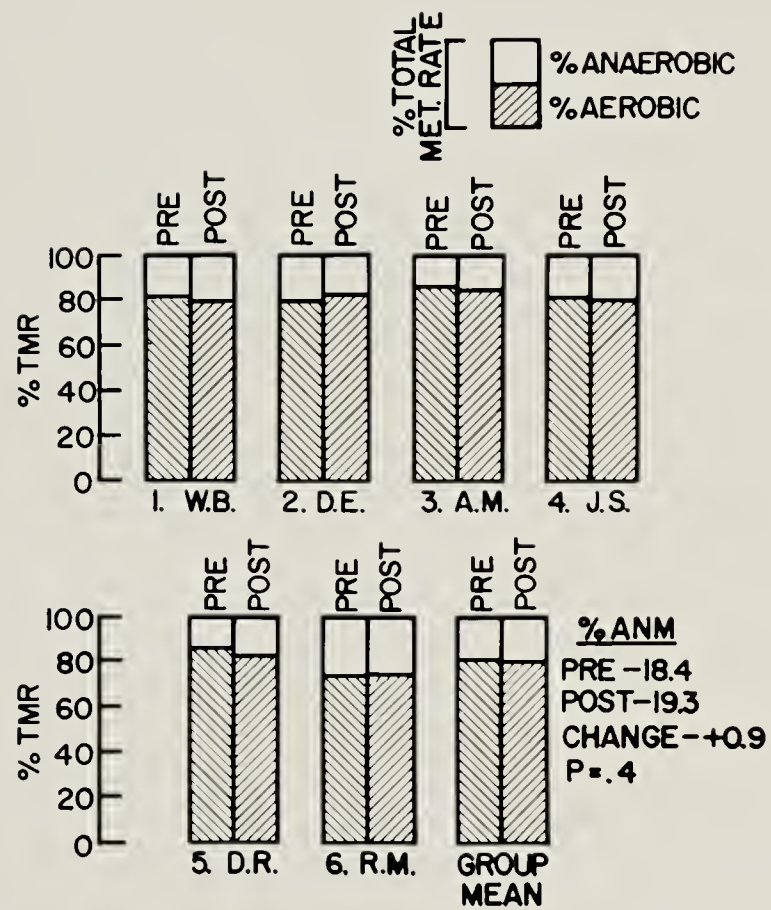 %TOTAL
MET. RATE
%ANAEROBIC
%AEROBIC
PRE POST PRE POST PRE POST PRE POST
%TMR
100
80
60
40
20
0
1. W.B. 2. D.E. 3. A.M. 4. J.S.
PRE POST PRE POST PRE POST
%TMR
100
80
60
40
20
0
% ANM
PRE -18.4
POST-19.3
CHANGE-+0.9
P=.4
5. D.R. 6. R.M. GROUP
MEAN